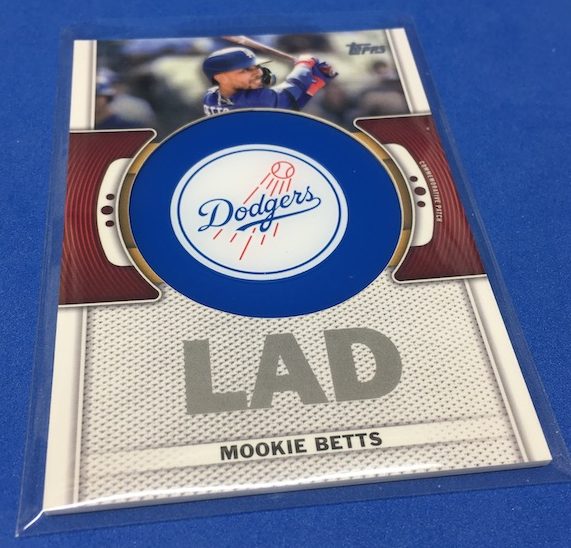 Topps
COMMEMORATIVE PATCH
Dodgers
LAD
MOOKIE BETTS